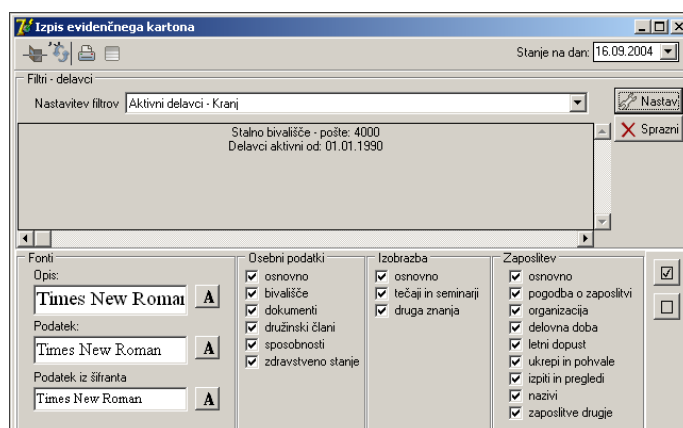 Izpis evidenčnega kartona
Stanje na dan: 16.09.2004
Filtri - delavci
Nastavitev filtrov Aktivni delavci - Kranj
Nastavi
Stalno bivališče - pošte: 4000
Sprazni
Delavci aktivni od: 01.01.1990
Fonti
Opis:
Times New Roman
A
Podatek:
Times New Roman
A
Podatek iz šifranta
Times New Roman
A
Osebni podatki
osnovno
bivališče
dokumenti
družinski člani
sposobnosti
zdravstveno stanje
Izobrazba
osnovno
tečaji in seminarji
druga znanja
Zaposlitev
osnovno
pogodba o zaposlitvi
organizacija
delovna doba
letni dopust
ukrepi in pohvale
izpiti in pregledi
nazivi
zaposlitve drugje